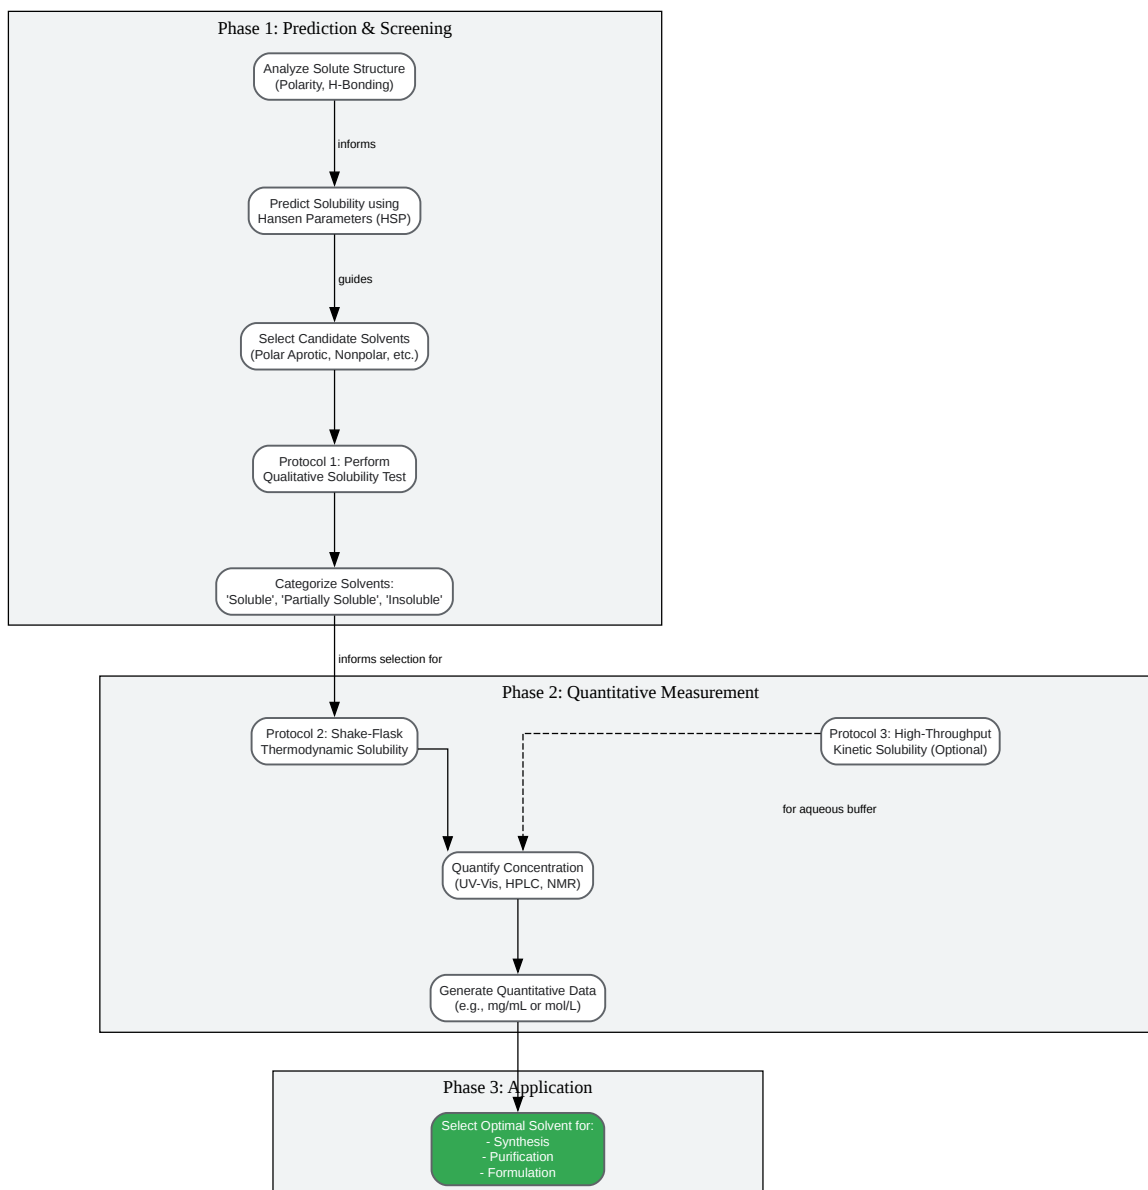 Phase 1: Prediction & Screening
Analyze Solute Structure
(Polarity, H-Bonding)
informs
Predict Solubility using
Hansen Parameters (HSP)
guides
Select Candidate Solvents
(Polar Aprotic, Nonpolar, etc.)
Protocol 1: Perform
Qualitative Solubility Test
Categorize Solvents:
'Soluble', 'Partially Soluble', 'Insoluble'
informs selection for
Phase 2: Quantitative Measurement
Protocol 2: Shake-Flask
Thermodynamic Solubility
Protocol 3: High-Throughput
Kinetic Solubility (Optional)
for aqueous buffer
Quantify Concentration
(UV-Vis, HPLC, NMR)
Generate Quantitative Data
(e.g., mg/mL or mol/L)
Phase 3: Application
Select Optimal Solvent for:
- Synthesis
- Purification
- Formulation